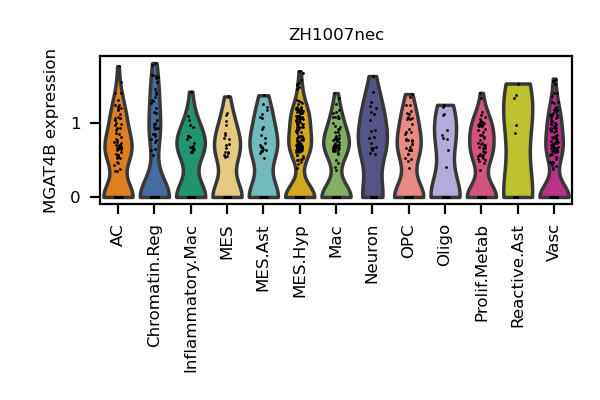 ZH1007nec
MGAT4B expression
1
0
AC
Chromatin.Reg
Inflammatory.Mac
MES
MES.Ast
MES.Hyp
Mac
Neuron
OPC
Oligo
Prolif.Metab
Reactive.Ast
Vasc